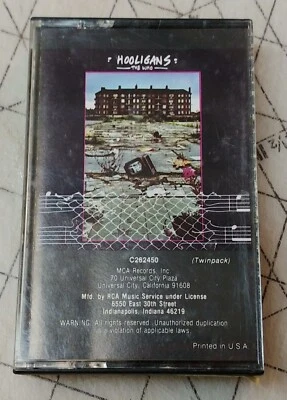 HOOLIGANS
THE WHO
C262450 (Twinpack)
MCA Records, Inc.
70 Universal City Plaza
Universal City, California 91608
Mfd. by RCA Music Service under License
6550 East 30th Street
Indianapolis, Indiana 46219
WARNING: All rights reserved. Unauthorized duplication
is a violation of applicable laws.
Printed in U.S.A.